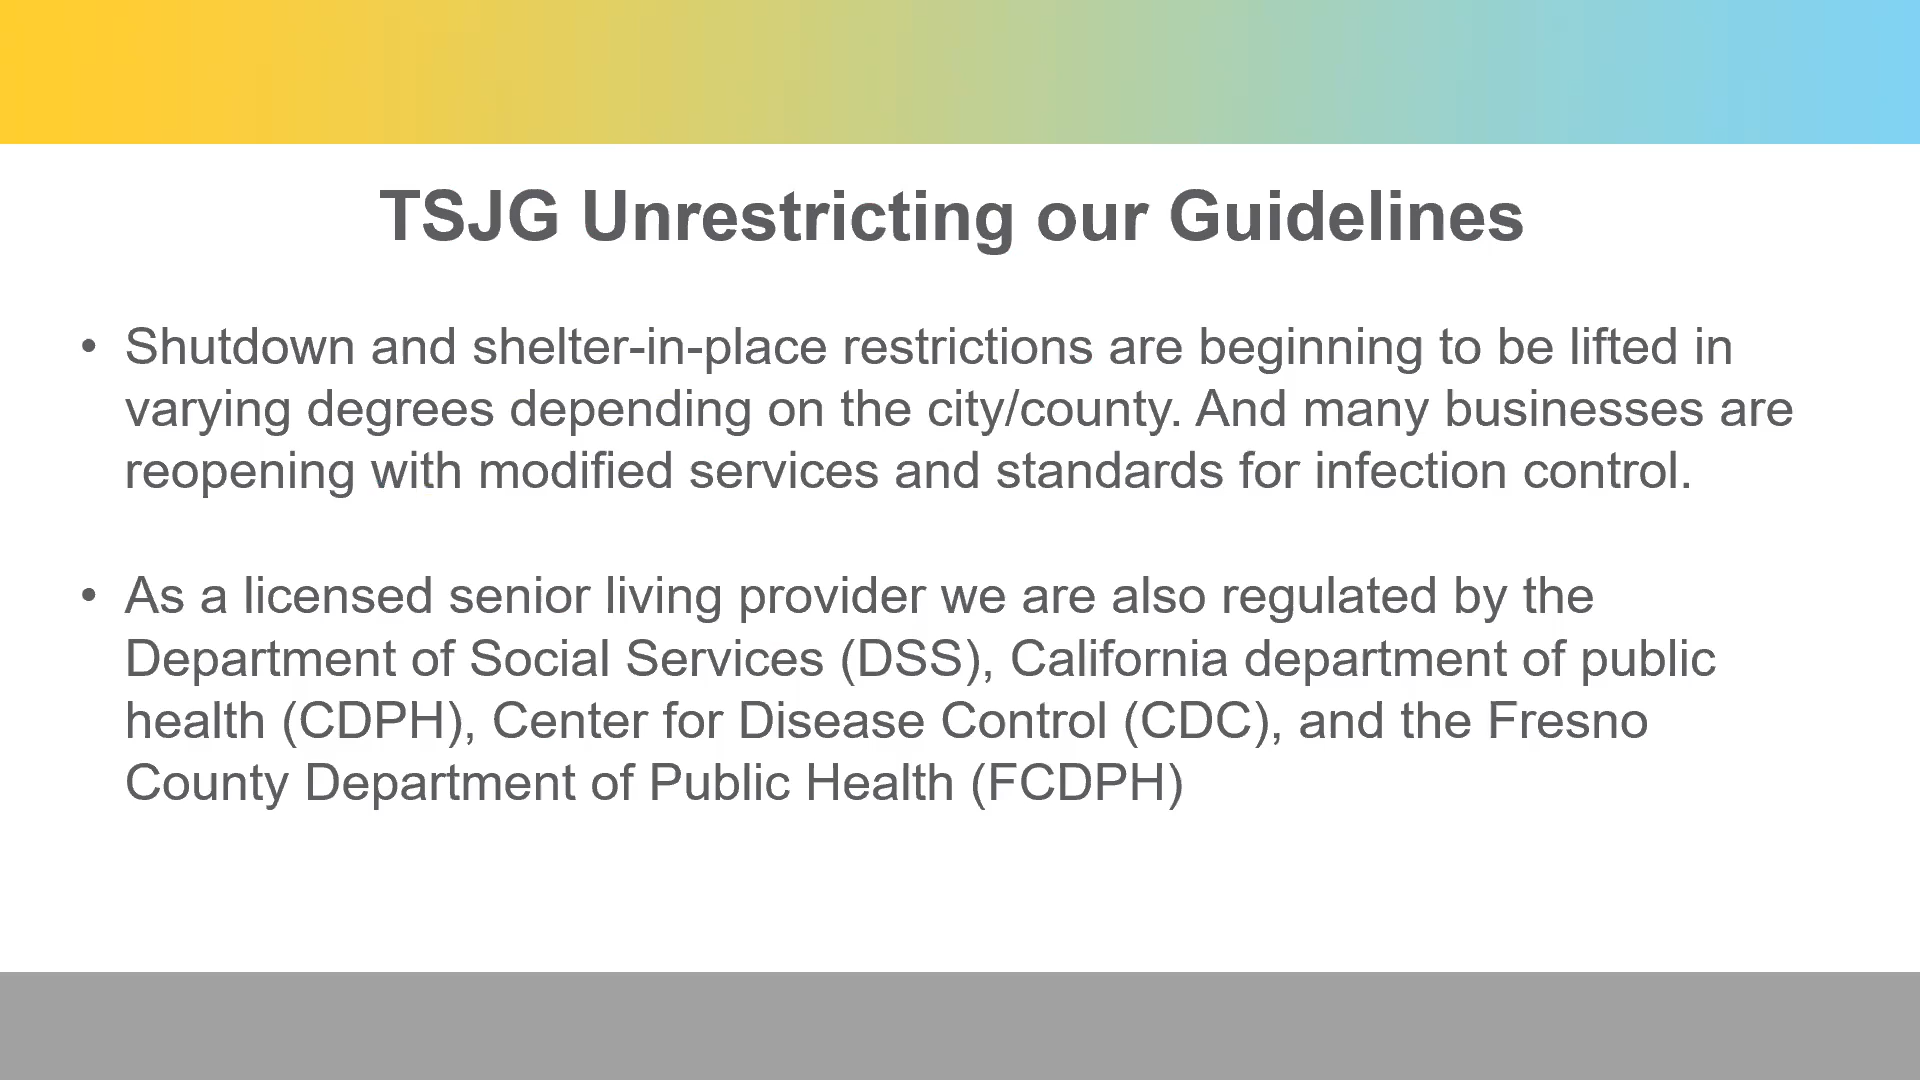 TSJG Unrestricting our Guidelines
• Shutdown and shelter-in-place restrictions are beginning to be lifted in
varying degrees depending on the city/county. And many businesses are
reopening with modified services and standards for infection control.
• As a licensed senior living provider we are also regulated by the
Department of Social Services (DSS), California department of public
health (CDPH), Center for Disease Control (CDC), and the Fresno
County Department of Public Health (FCDPH)